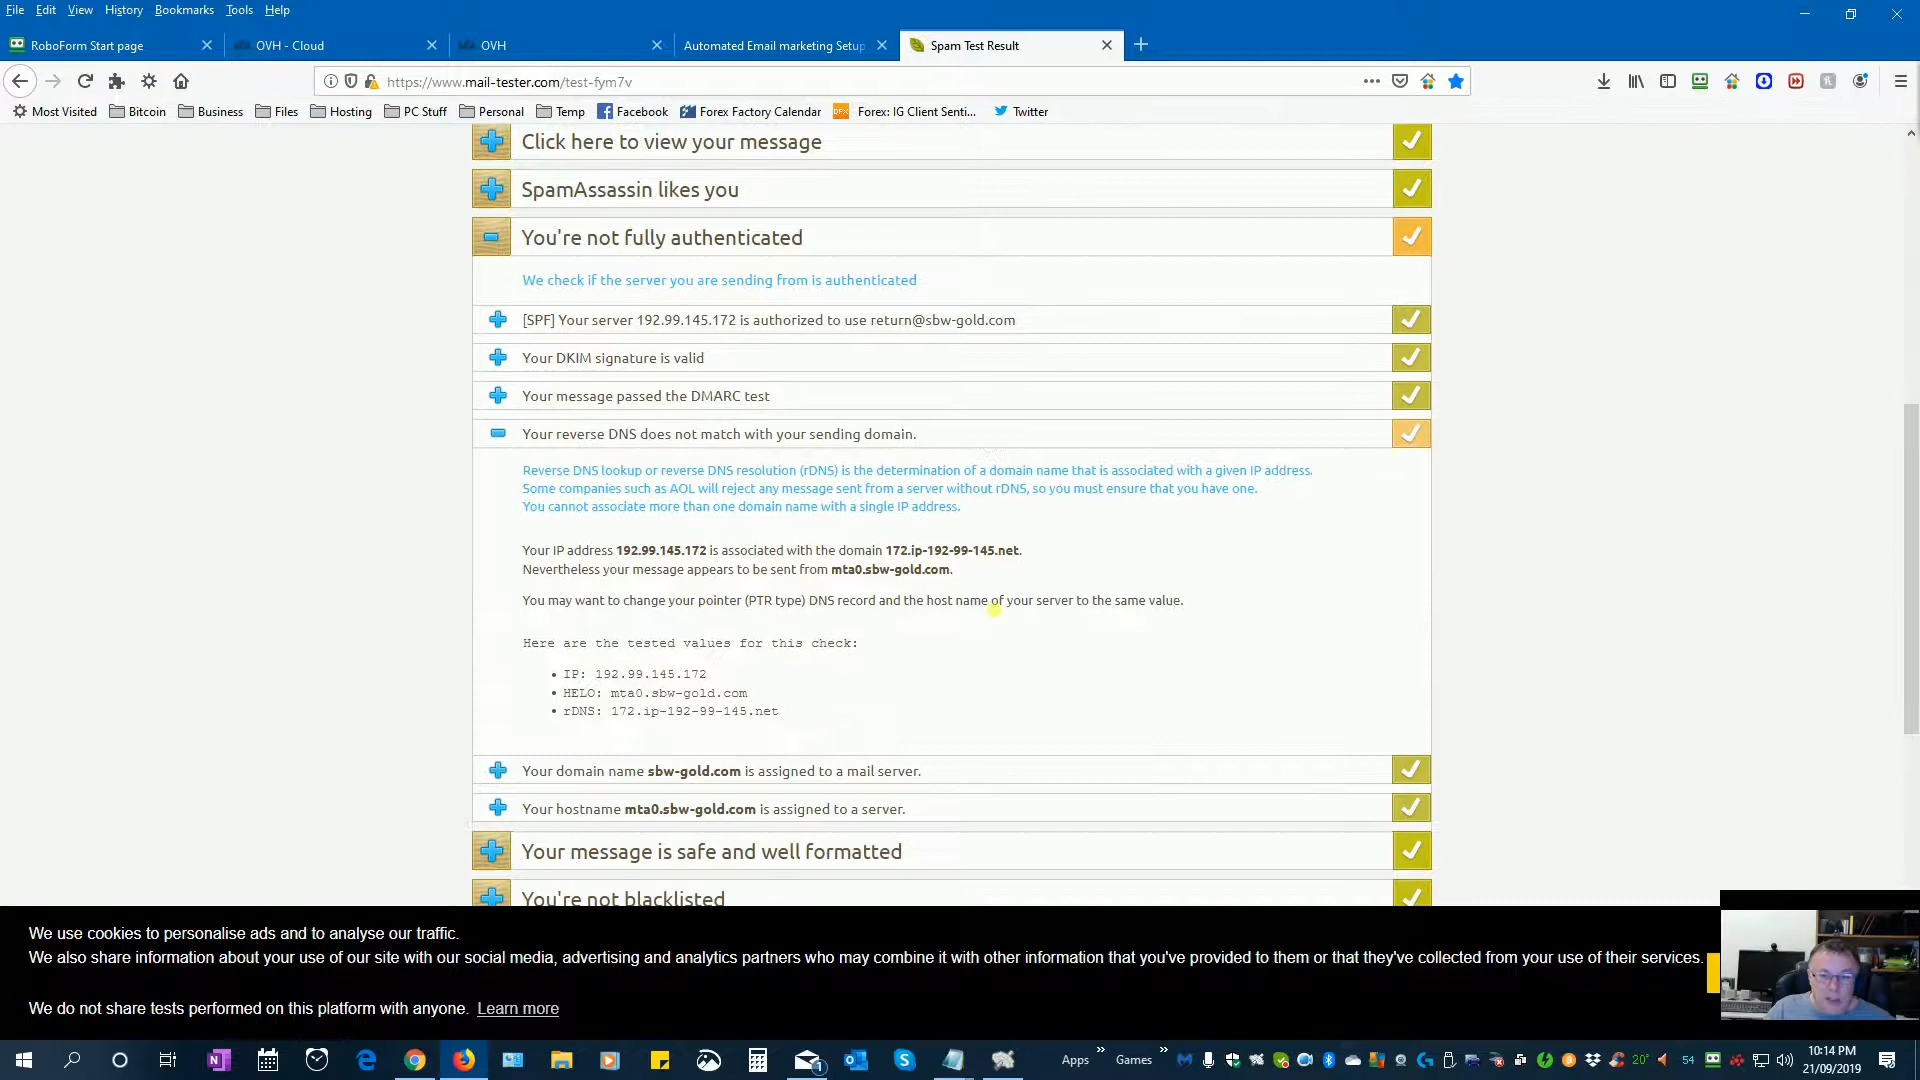 File Edit View History Bookmarks Tools Help
RoboForm Start page
OVH - Cloud
OVH
Automated Email marketing Setup
Spam Test Result
https://www.mail-tester.com/test-fym7v
Most Visited
Bitcoin
Business
Files
Hosting
PC Stuff
Personal
Temp
Facebook
Forex Factory Calendar
DFX
Forex: IG Client Senti...
Twitter
Click here to view your message
SpamAssassin likes you
You're not fully authenticated
We check if the server you are sending from is authenticated
[SPF] Your server 192.99.145.172 is authorized to use return@sbw-gold.com
Your DKIM signature is valid
Your message passed the DMARC test
Your reverse DNS does not match with your sending domain.
Reverse DNS lookup or reverse DNS resolution (rDNS) is the determination of a domain name that is associated with a given IP address.
Some companies such as AOL will reject any message sent from a server without rDNS, so you must ensure that you have one.
You cannot associate more than one domain name with a single IP address.
Your IP address 192.99.145.172 is associated with the domain 172.ip-192-99-145.net.
Nevertheless your message appears to be sent from mta0.sbw-gold.com.
You may want to change your pointer (PTR type) DNS record and the host name of your server to the same value.
Here are the tested values for this check:
• IP: 192.99.145.172
• HELO: mta0.sbw-gold.com
• rDNS: 172.ip-192-99-145.net
Your domain name sbw-gold.com is assigned to a mail server.
Your hostname mta0.sbw-gold.com is assigned to a server.
Your message is safe and well formatted
You're not blacklisted
We use cookies to personalise ads and to analyse our traffic.
We also share information about your use of our site with our social media, advertising and analytics partners who may combine it with other information that you've provided to them or that they've collected from your use of their services.
We do not share tests performed on this platform with anyone. Learn more
Apps
Games
20°
54
10:14 PM
21/09/2019